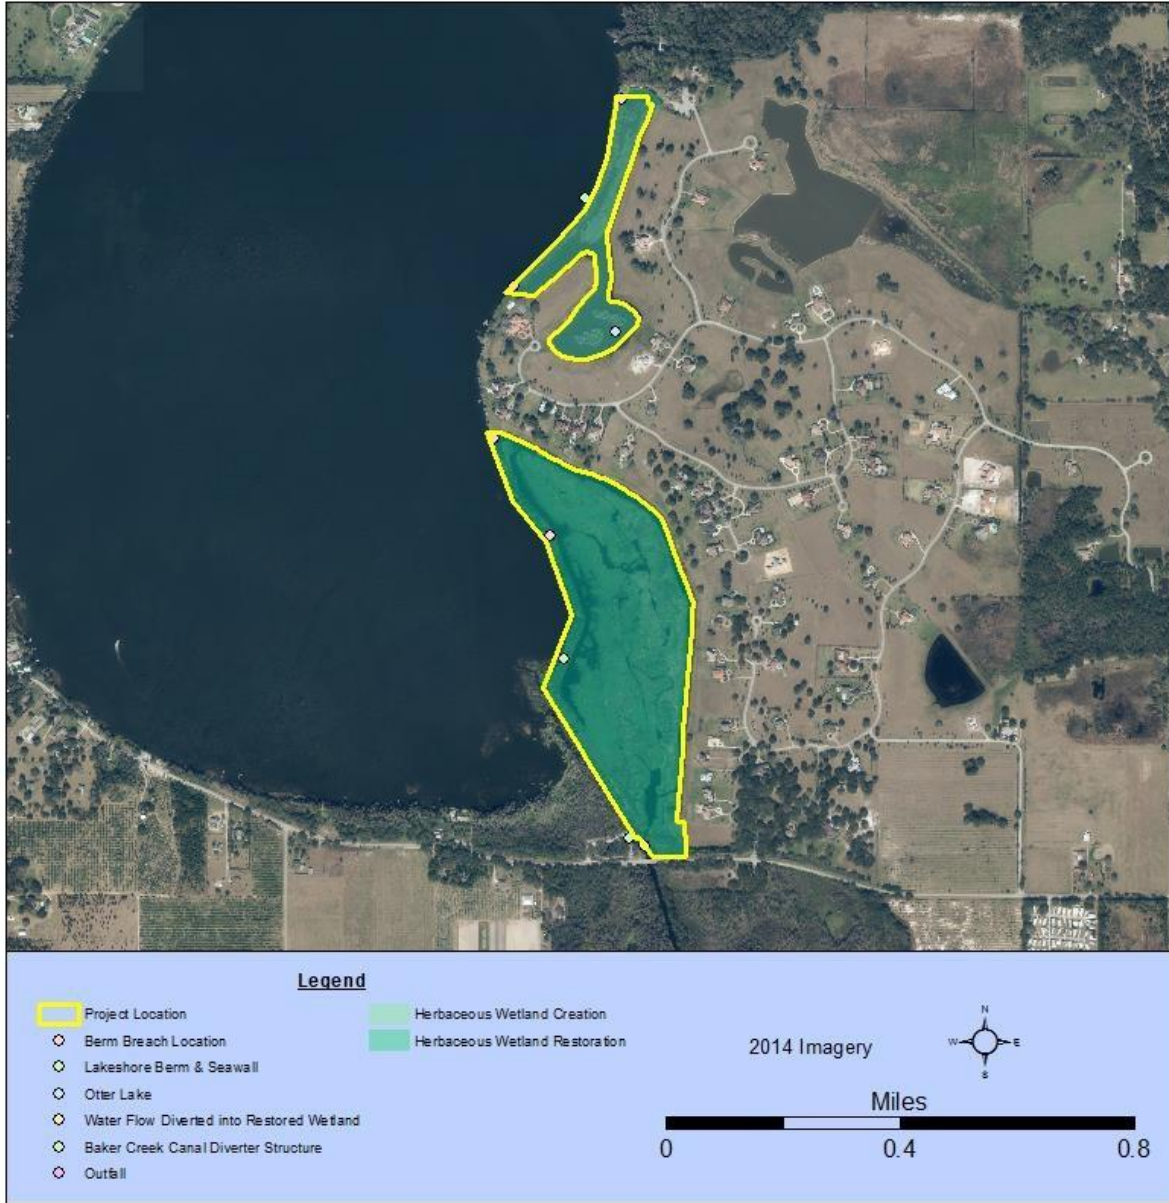 Legend
Project Location
Berm Breach Location
Lakeshore Berm & Seawall
Otter Lake
Water Flow Diverted into Restored Wetland
Baker Creek Canal Diverter Structure
Outfall
Herbaceous Wetland Creation
Herbaceous Wetland Restoration
2014 Imagery
N
W E
S
Miles
0 0.4 0.8